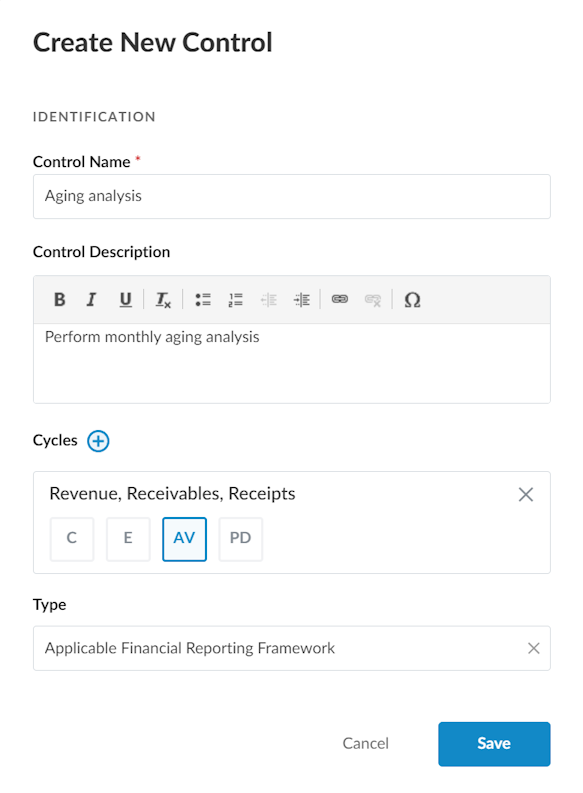 Create New Control
IDENTIFICATION
Control Name *
Aging analysis
Control Description
B I U Tx Ω
Perform monthly aging analysis
Cycles
Revenue, Receivables, Receipts
C E AV PD
Type
Applicable Financial Reporting Framework
Cancel Save